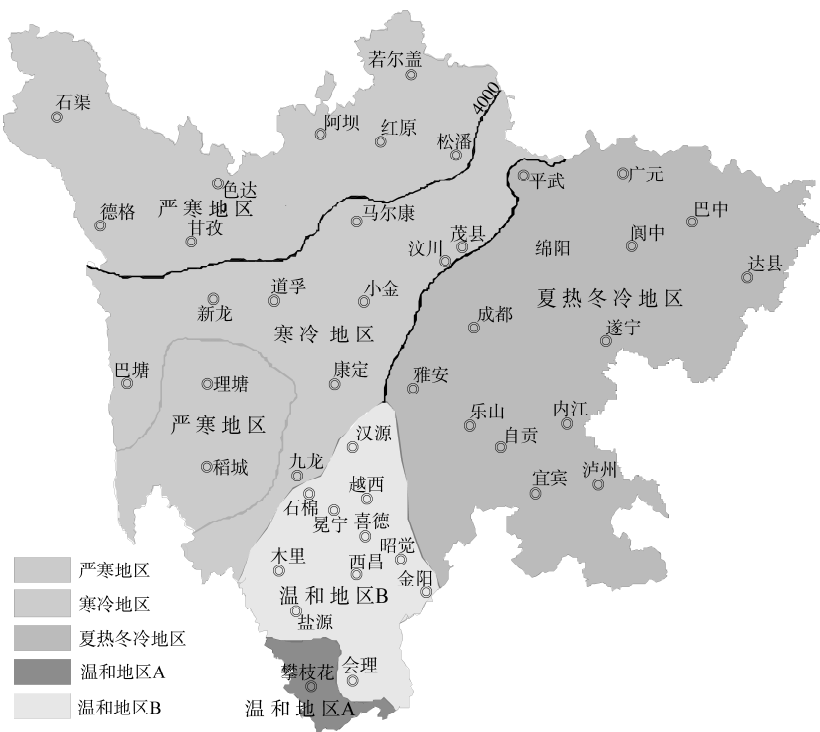 若尔盖
4000
石渠
阿坝
红原
松潘
色达
平武
广元
德格
严寒地区
甘孜
马尔康
巴中
茂县
汶川
绵阳
阆中
达县
道孚
小金
新龙
夏热冬冷地区
寒冷地区
成都
遂宁
巴塘
理塘
康定
雅安
严寒地区
乐山
内江
汉源
自贡
稻城
九龙
越西
宜宾
泸州
石棉
冕宁
喜德
昭觉
木里
西昌
金阳
温和地区B
盐源
攀枝花
会理
温和地区A
严寒地区
寒冷地区
夏热冬冷地区
温和地区A
温和地区B